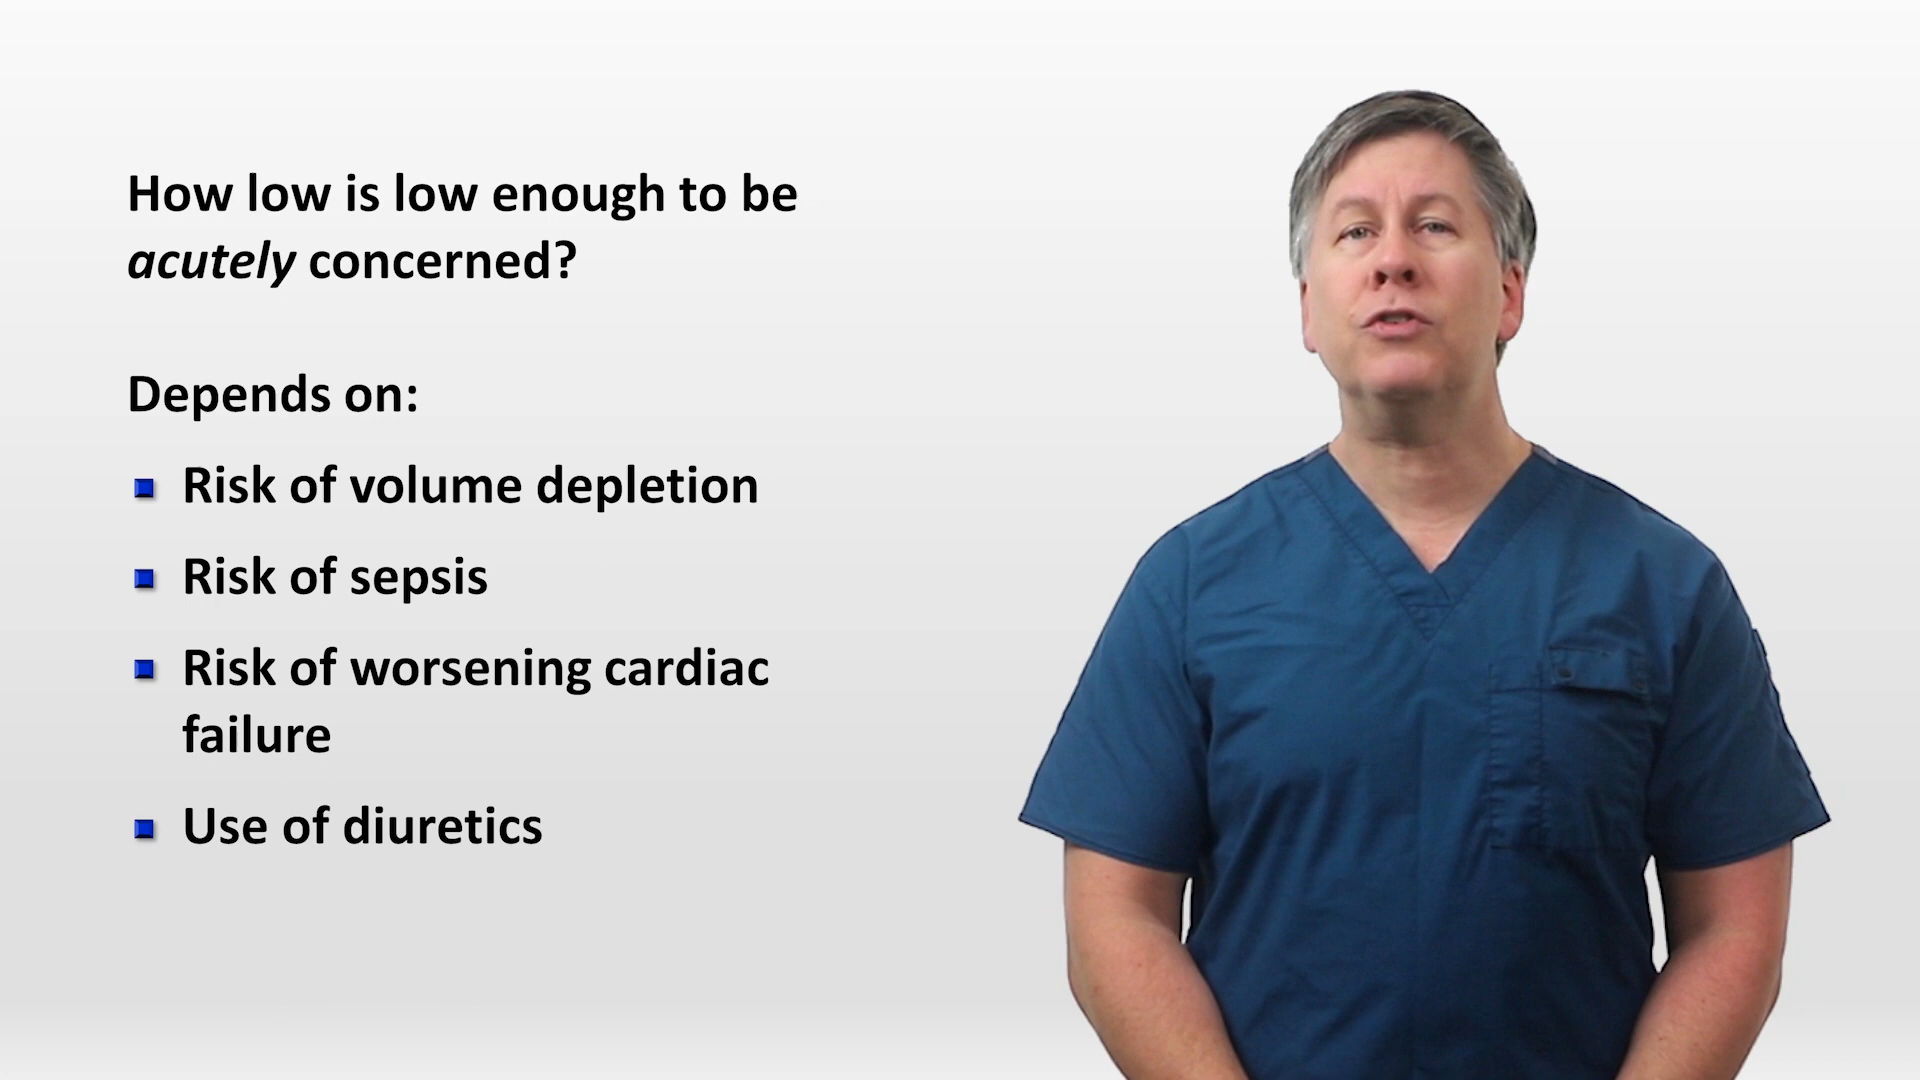 How low is low enough to be
acutely concerned?
Depends on:
Risk of volume depletion
Risk of sepsis
Risk of worsening cardiac
failure
Use of diuretics